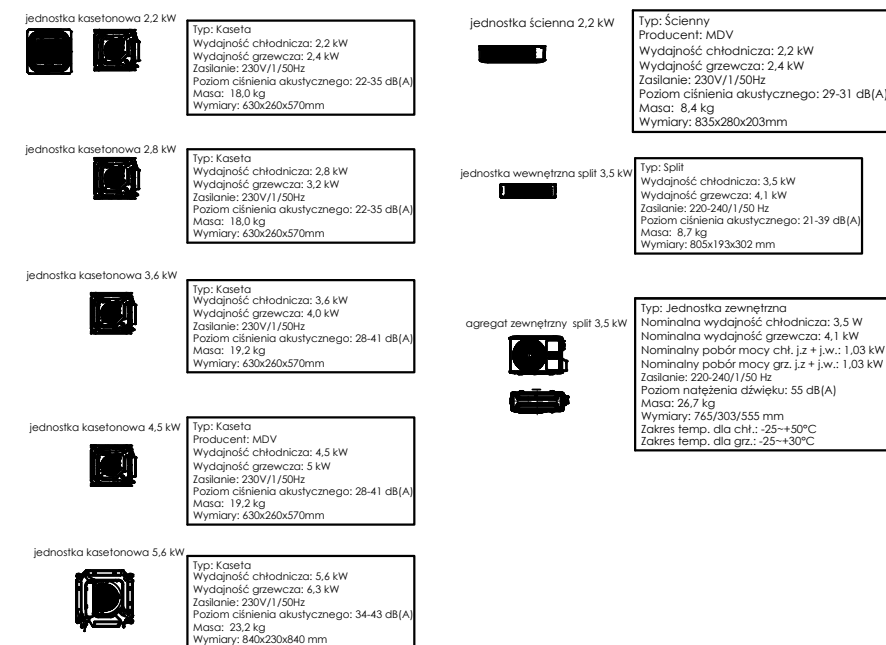 jednostka kasetonowa 2,2 kW
Typ: Kaseta
Wydajność chłodnicza: 2,2 kW
Wydajność grzewcza: 2,4 kW
Zasilanie: 230V/1/50Hz
Poziom ciśnienia akustycznego: 22-35 dB(A)
Masa: 18,0 kg
Wymiary: 630x260x570mm
jednostka kasetonowa 2,8 kW
Typ: Kaseta
Wydajność chłodnicza: 2,8 kW
Wydajność grzewcza: 3,2 kW
Zasilanie: 230V/1/50Hz
Poziom ciśnienia akustycznego: 22-35 dB(A)
Masa: 18,0 kg
Wymiary: 630x260x570mm
jednostka kasetonowa 3,6 kW
Typ: Kaseta
Wydajność chłodnicza: 3,6 kW
Wydajność grzewcza: 4,0 kW
Zasilanie: 230V/1/50Hz
Poziom ciśnienia akustycznego: 28-41 dB(A)
Masa: 19,2 kg
Wymiary: 630x260x570mm
jednostka kasetonowa 4,5 kW
Typ: Kaseta
Producent: MDV
Wydajność chłodnicza: 4,5 kW
Wydajność grzewcza: 5 kW
Zasilanie: 230V/1/50Hz
Poziom ciśnienia akustycznego: 28-41 dB(A)
Masa: 19,2 kg
Wymiary: 630x260x570mm
jednostka kasetonowa 5,6 kW
Typ: Kaseta
Wydajność chłodnicza: 5,6 kW
Wydajność grzewcza: 6,3 kW
Zasilanie: 230V/1/50Hz
Poziom ciśnienia akustycznego: 34-43 dB(A)
Masa: 23,2 kg
Wymiary: 840x230x840 mm
jednostka ścienna 2,2 kW
Typ: Ścienny
Producent: MDV
Wydajność chłodnicza: 2,2 kW
Wydajność grzewcza: 2,4 kW
Zasilanie: 230V/1/50Hz
Poziom ciśnienia akustycznego: 29-31 dB(A)
Masa: 8,4 kg
Wymiary: 835x280x203mm
jednostka wewnętrzna split 3,5 kW
Typ: Split
Wydajność chłodnicza: 3,5 kW
Wydajność grzewcza: 4,1 kW
Zasilanie: 220-240/1/50 Hz
Poziom ciśnienia akustycznego: 21-39 dB(A)
Masa: 8,7 kg
Wymiary: 805x193x302 mm
agregat zewnętrzny split 3,5 kW
Typ: Jednostka zewnętrzna
Nominalna wydajność chłodnicza: 3,5 W
Nominalna wydajność grzewcza: 4,1 kW
Nominalny pobór mocy chł. j.z + j.w.: 1,03 kW
Nominalny pobór mocy grz. j.z + j.w.: 1,03 kW
Zasilanie: 220-240/1/50 Hz
Poziom natężenia dźwięku: 55 dB(A)
Masa: 26,7 kg
Wymiary: 765/303/555 mm
Zakres temp. dla chł.: -25~+50°C
Zakres temp. dla grz.: -25~+30°C